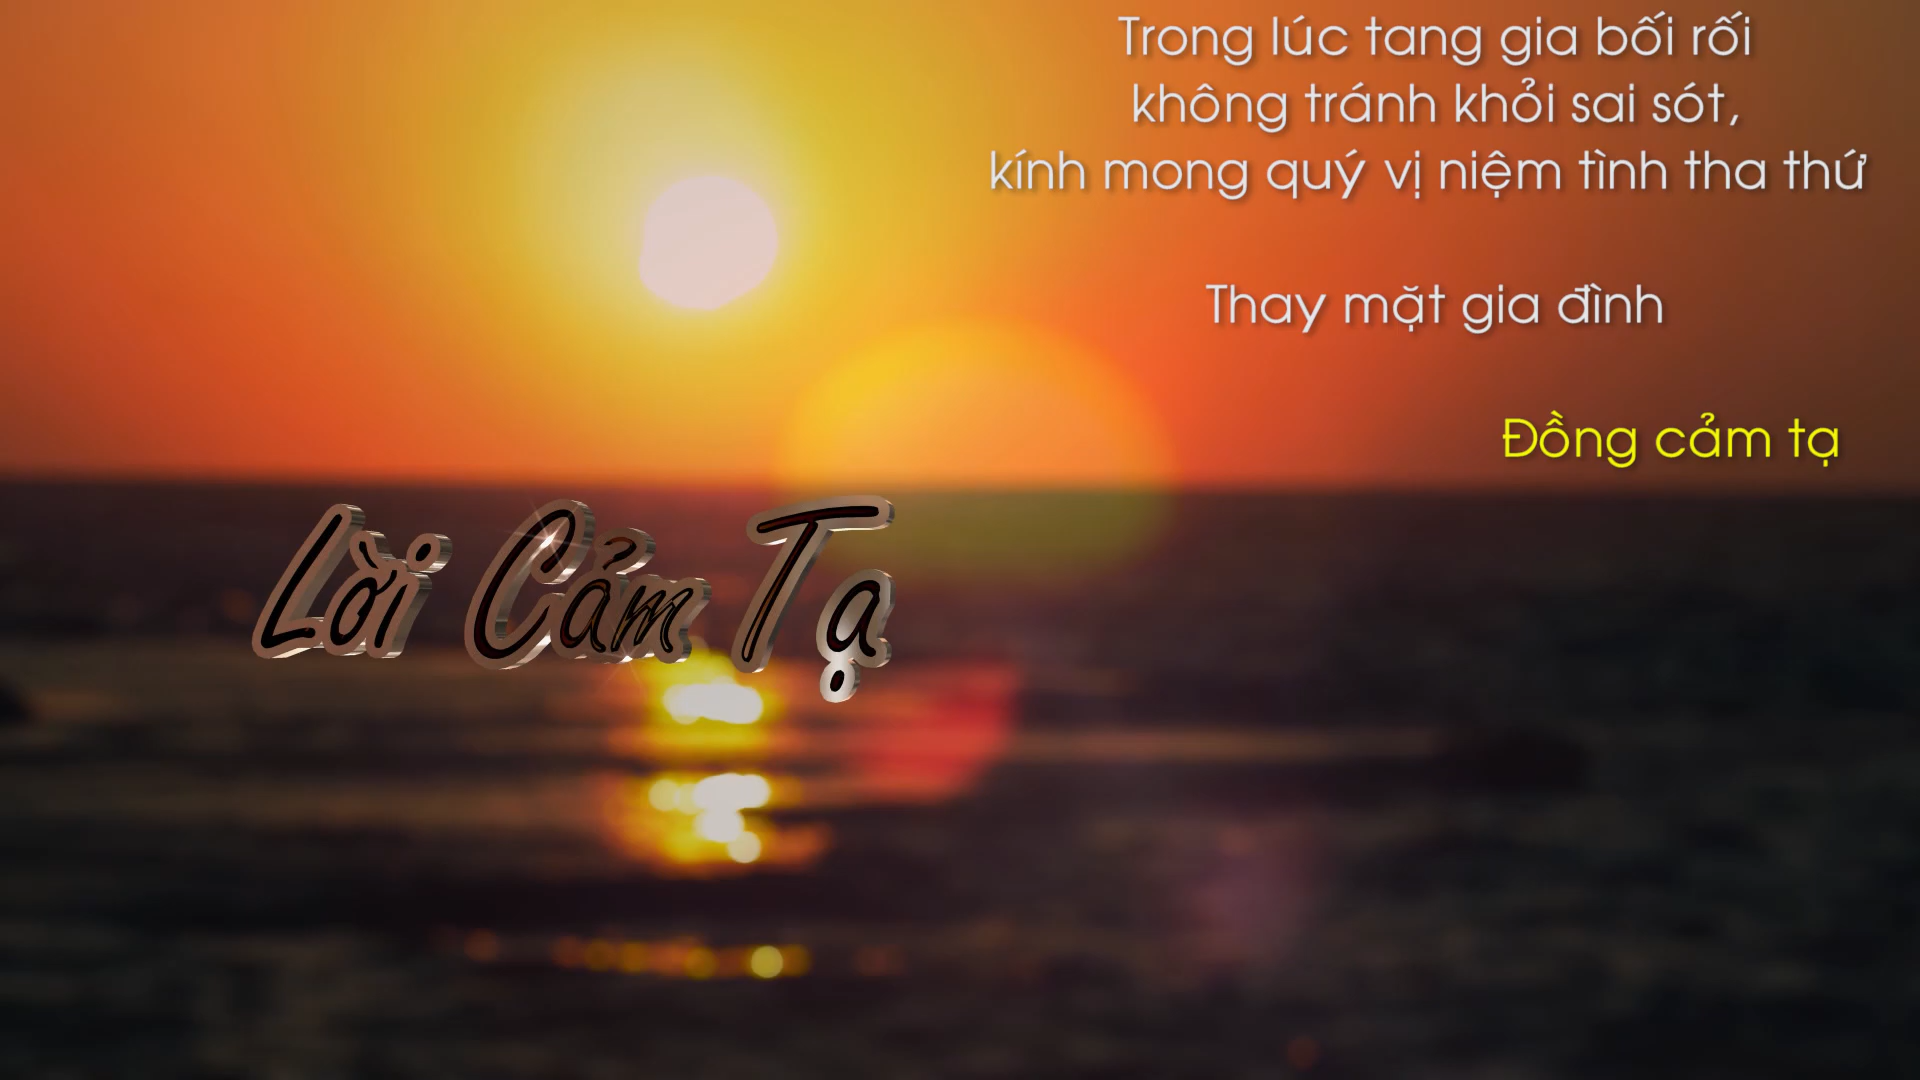 Trong lúc tang gia bối rối
không tránh khỏi sai sót,
kính mong quý vị niệm tình tha thứ
Thay mặt gia đình
Đồng cảm tạ
Lời Cảm Tạ